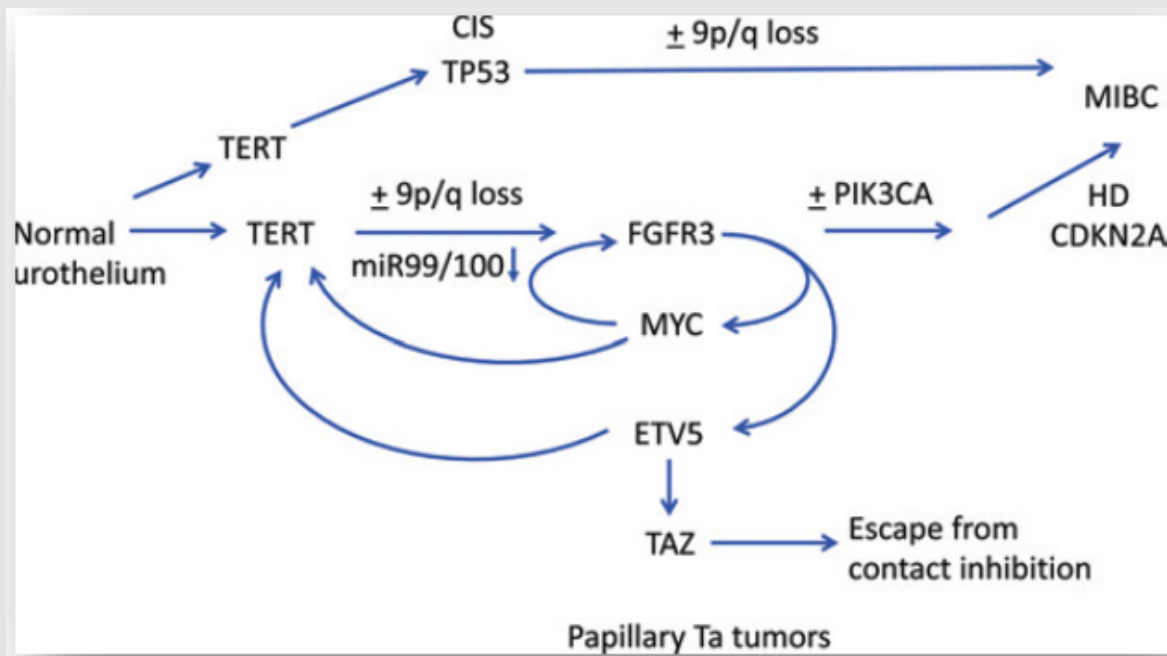 CIS
TP53
± 9p/q loss
MIBC
TERT
± 9p/q loss
± PIK3CA
HD
CDKN2A
Normal
urothelium
TERT
miR99/100↓
FGFR3
MYC
ETV5
TAZ
Escape from
contact inhibition
Papillary Ta tumors